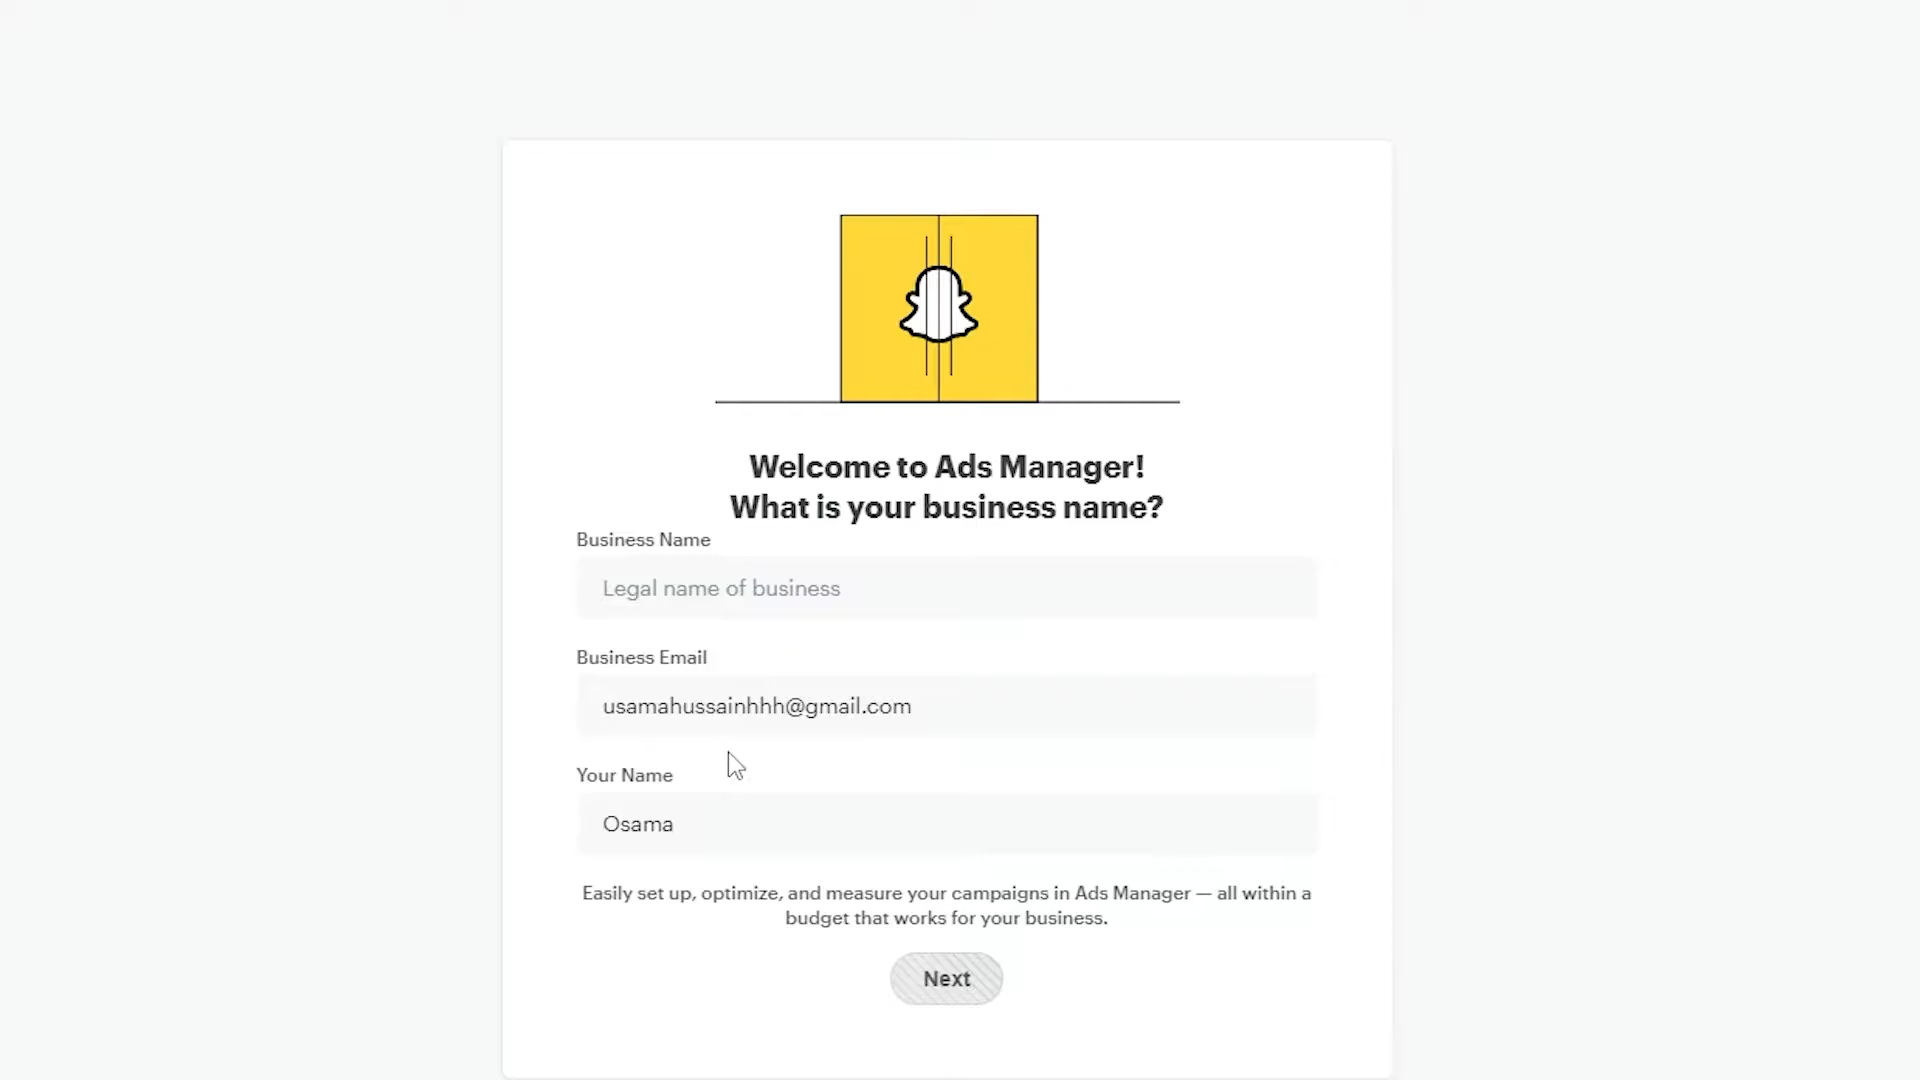 Welcome to Ads Manager!
What is your business name?
Business Name
Legal name of business
Business Email
usamahussainhhh@gmail.com
Your Name
Osama
Easily set up, optimize, and measure your campaigns in Ads Manager — all within a
budget that works for your business.
Next